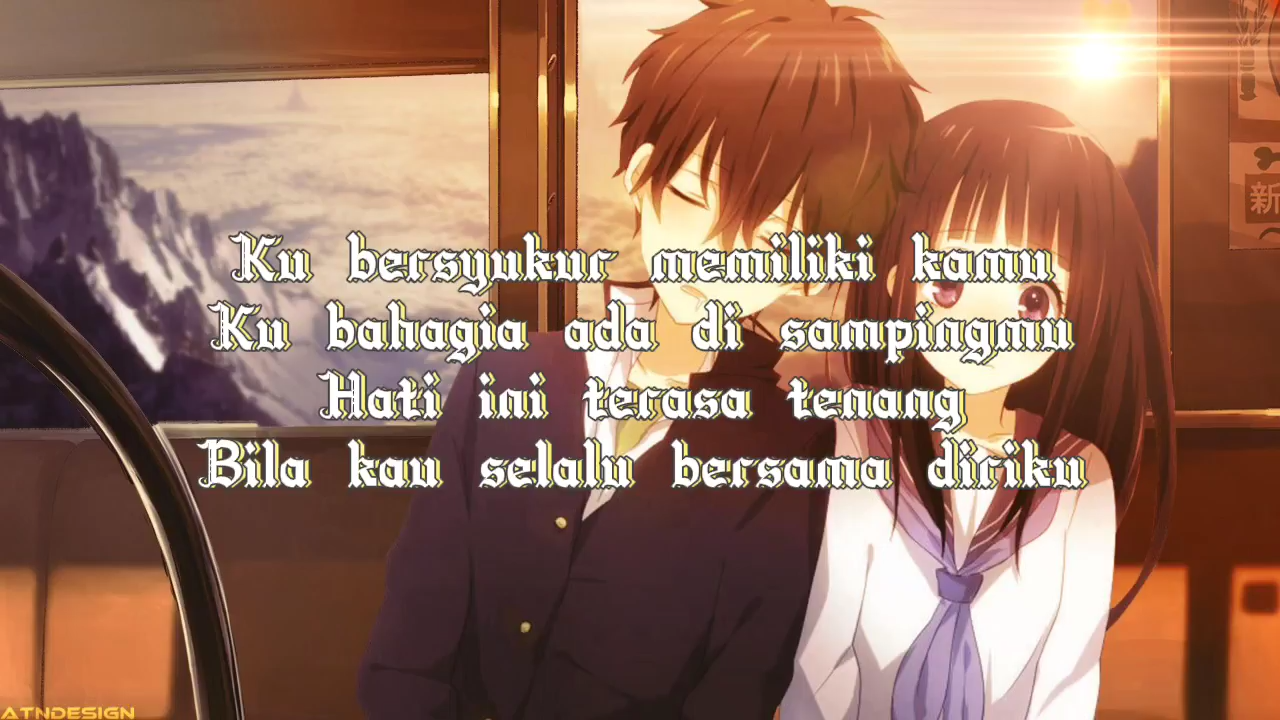 新
Ku bersyukur memiliki kamu
Ku bahagia ada di sampingmu
Hati ini terasa tenang
Bila kau selalu bersama diriku
ATNDESIGN